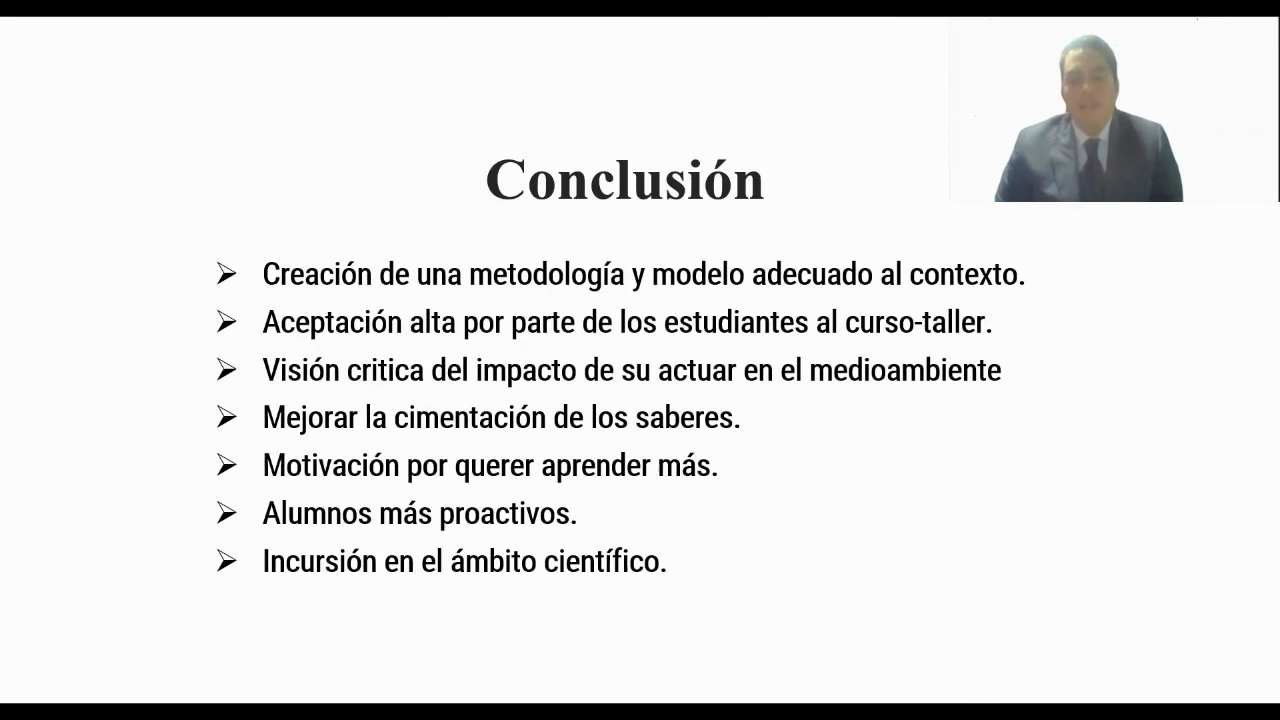 Conclusión
➢ Creación de una metodología y modelo adecuado al contexto.
➢ Aceptación alta por parte de los estudiantes al curso-taller.
➢ Visión critica del impacto de su actuar en el medioambiente
➢ Mejorar la cimentación de los saberes.
➢ Motivación por querer aprender más.
➢ Alumnos más proactivos.
➢ Incursión en el ámbito científico.